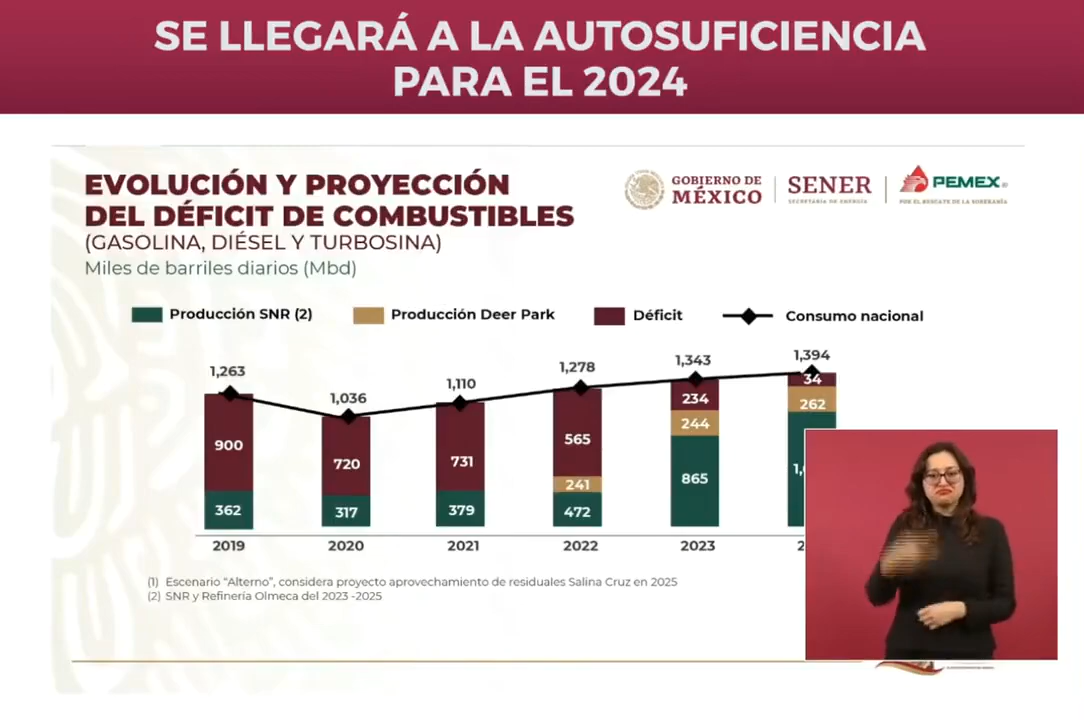 SE LLEGARÁ A LA AUTOSUFICIENCIA
PARA EL 2024
EVOLUCIÓN Y PROYECCIÓN
DEL DÉFICIT DE COMBUSTIBLES
(GASOLINA, DIÉSEL Y TURBOSINA)
Miles de barriles diarios (Mbd)
GOBIERNO DE
MÉXICO
SENER
SECRETARÍA DE ENERGÍA
PEMEX
POR EL RESCATE DE LA SOBERANÍA
Producción SNR (2)
Producción Deer Park
Déficit
Consumo nacional
1,263
1,036
1,110
1,278
1,343
1,394
900
720
731
565
234
34
241
244
262
362
317
379
472
865
1,
2019
2020
2021
2022
2023
2
(1) Escenario "Alterno", considera proyecto aprovechamiento de residuales Salina Cruz en 2025
(2) SNR y Refinería Olmeca del 2023 -2025